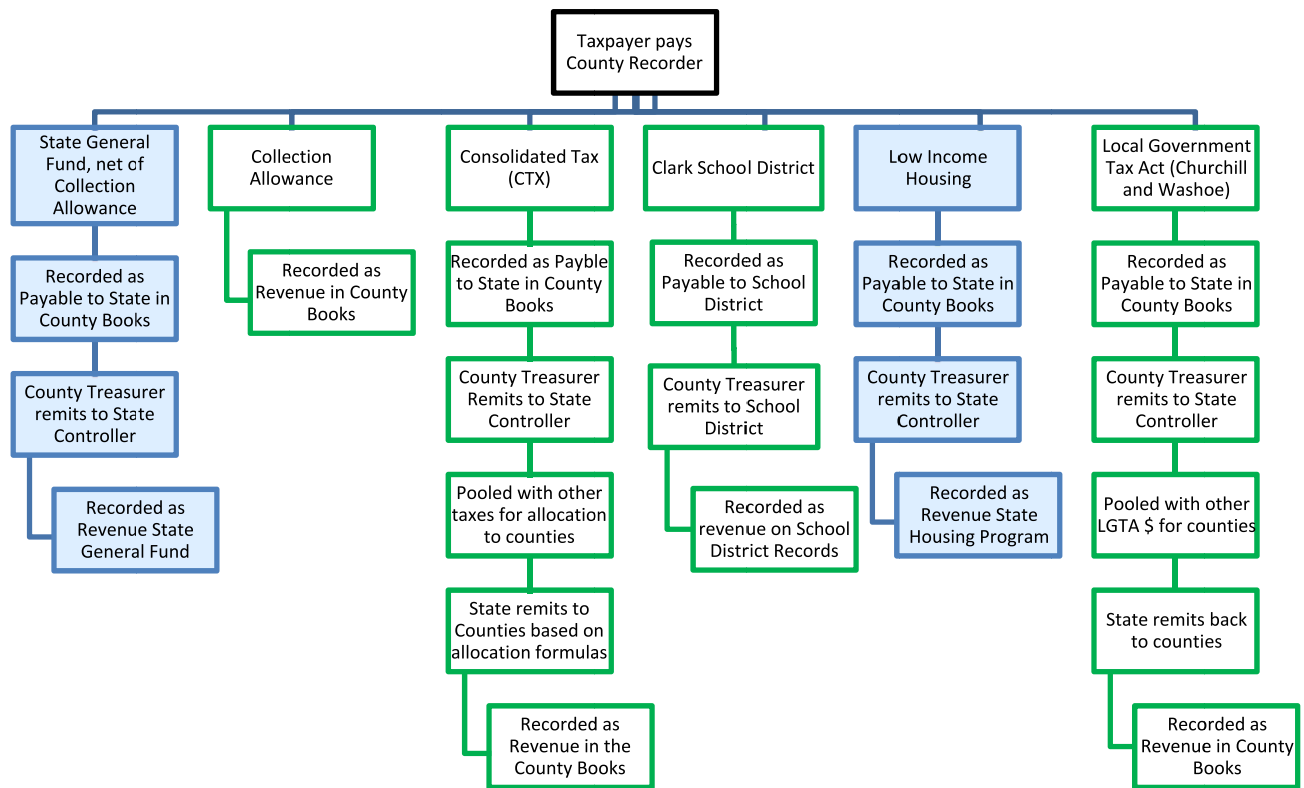 Taxpayer pays
County Recorder
State General
Fund, net of
Collection
Allowance
Collection
Allowance
Consolidated Tax
(CTX)
Clark School District
Low Income
Housing
Local Government
Tax Act (Churchill
and Washoe)
Recorded as
Payable to State in
County Books
Recorded as
Revenue in County
Books
Recorded as Payble
to State in County
Books
Recorded as
Payable to School
District
Recorded as
Payable to State in
County Books
Recorded as
Payable to State in
County Books
County Treasurer
remits to State
Controller
County Treasurer
Remits to State
Controller
County Treasurer
remits to School
District
County Treasurer
remits to State
Controller
County Treasurer
remits to State
Controller
Recorded as
Revenue State
General Fund
Pooled with other
taxes for allocation
to counties
Recorded as
revenue on School
District Records
Recorded as
Revenue State
Housing Program
Pooled with other
LGTA $ for counties
State remits to
Counties based on
allocation formulas
State remits back
to counties
Recorded as
Revenue in the
County Books
Recorded as
Revenue in County
Books